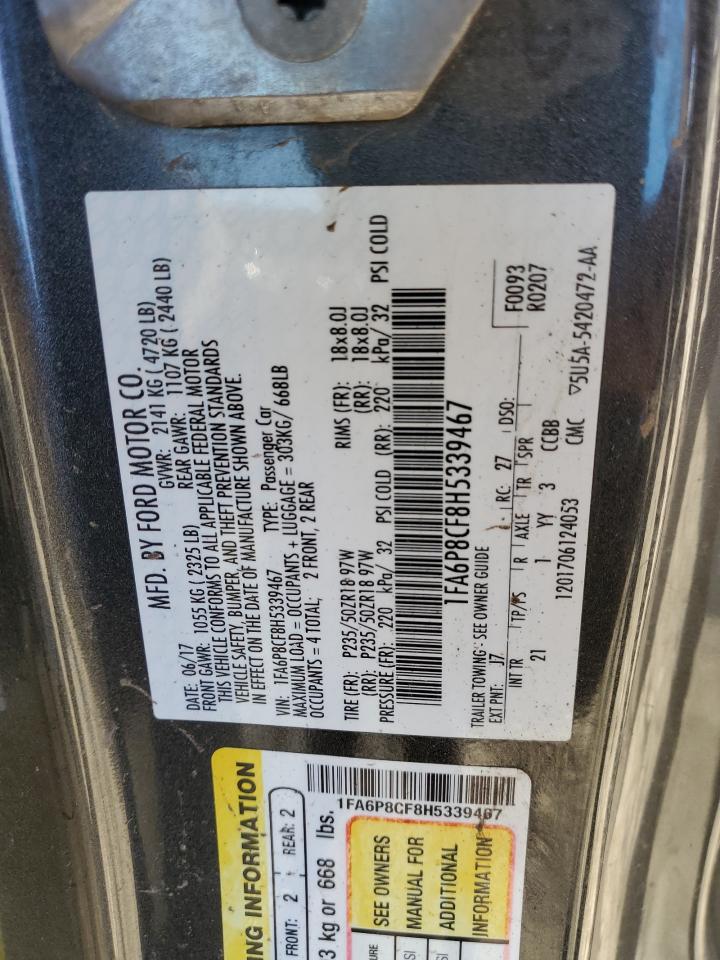 MFD. BY FORD MOTOR CO.
DATE: 06/17 GVWR: 2141 KG ( 4720 LB)
FRONT GAWR: 1055 KG ( 2325 LB) REAR GAWR: 1107 KG ( 2440 LB)
THIS VEHICLE CONFORMS TO ALL APPLICABLE FEDERAL MOTOR
VEHICLE SAFETY, BUMPER, AND THEFT PREVENTION STANDARDS
IN EFFECT ON THE DATE OF MANUFACTURE SHOWN ABOVE.
VIN: 1FA6P8CF8H5339467 TYPE: Passenger Car
MAXIMUM LOAD = OCCUPANTS + LUGGAGE = 303KG/ 668LB
OCCUPANTS = 4 TOTAL; 2 FRONT, 2 REAR
TIRE (FR): P235/50ZR18 97W RIMS (FR): 18x8.0J
(RR): P235/50ZR18 97W (RR): 18x8.0J
PRESSURE (FR): 220 kPa/ 32 PSI COLD (RR): 220 kPa/ 32 PSI COLD
1FA6P8CF8H5339467
TRAILER TOWING: SEE OWNER GUIDE
EXT PNT: J7 RC: 27 DSO: F0093
INT TR TP/PS R AXLE TR SPR R0207
21 1 YY 3 CCBB
1201706124053 CMC ▽5U5A-5420472-AA
ING INFORMATION
FRONT: 2 REAR: 2
3 kg or 668 lbs.
1FA6P8CF8H5339467
SEE OWNERS
MANUAL FOR
ADDITIONAL
INFORMATION